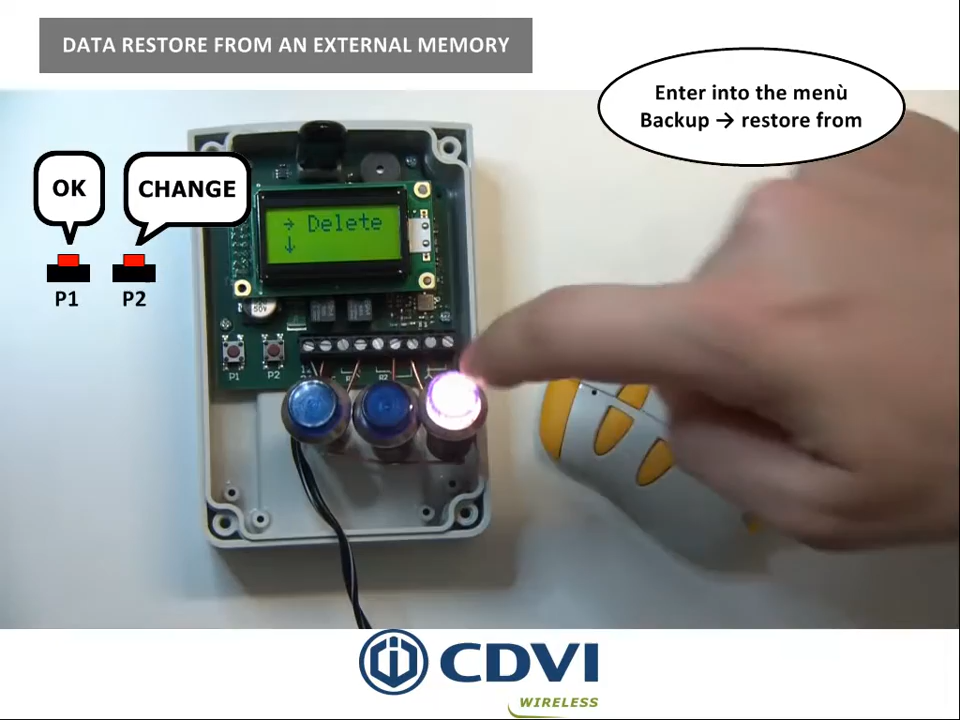 DATA RESTORE FROM AN EXTERNAL MEMORY
Enter into the menù
Backup → restore from
OK
CHANGE
P1
P2
→ Delete
↓
P1
P2
R2
CDVI
WIRELESS